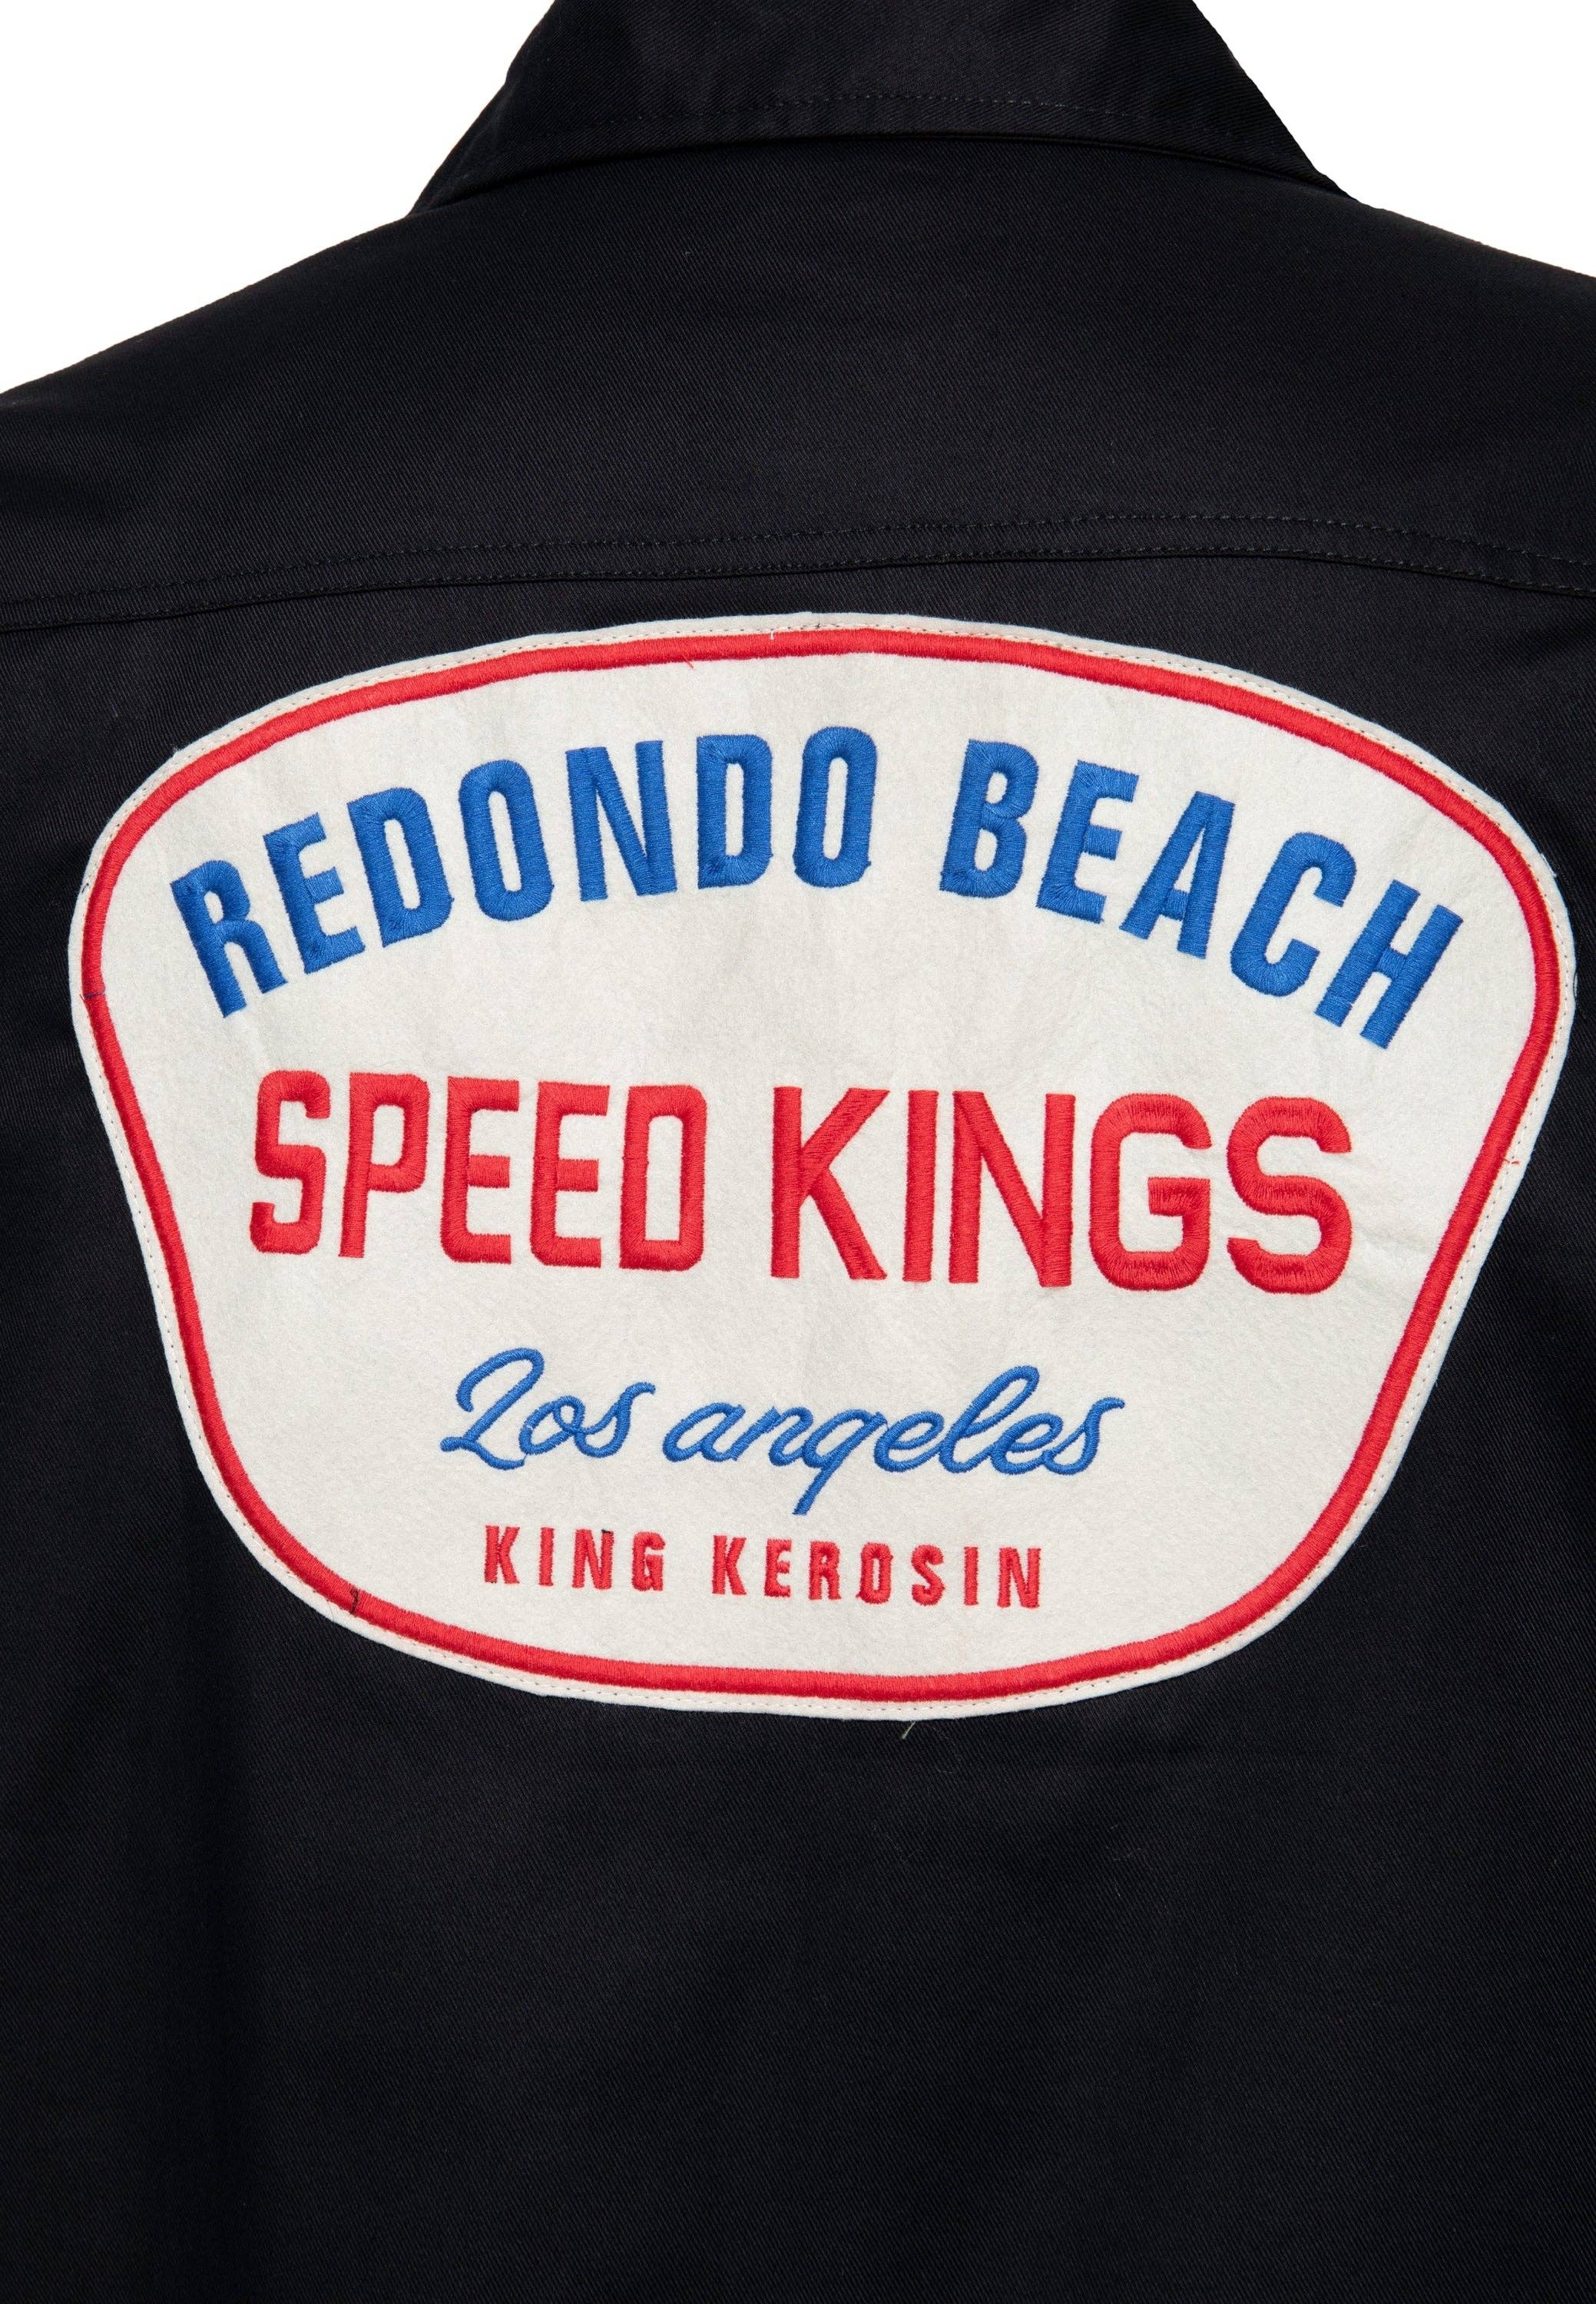 REDONDO BEACH
SPEED KINGS
Los angeles
KING KEROSIN